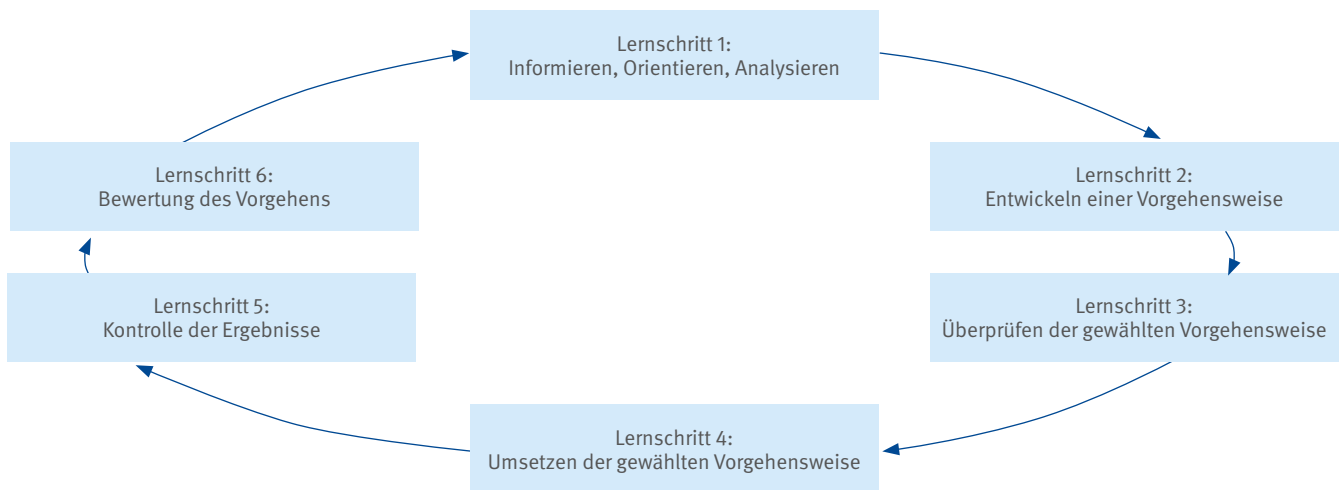 Lernschritt 1:
Informieren, Orientieren, Analysieren
Lernschritt 2:
Entwickeln einer Vorgehensweise
Lernschritt 3:
Überprüfen der gewählten Vorgehensweise
Lernschritt 4:
Umsetzen der gewählten Vorgehensweise
Lernschritt 5:
Kontrolle der Ergebnisse
Lernschritt 6:
Bewertung des Vorgehens